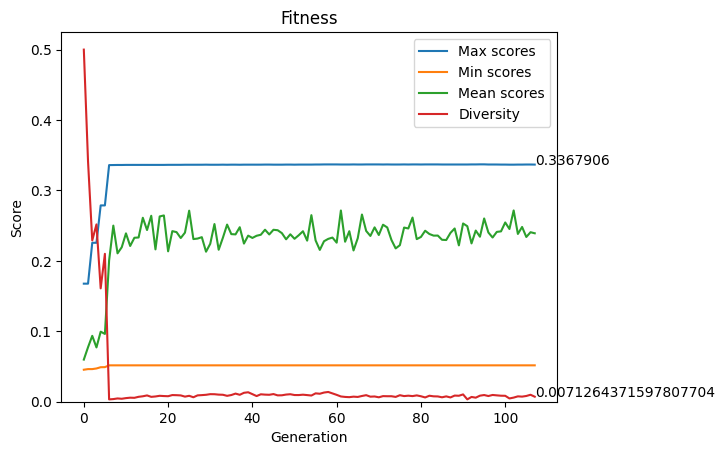 Fitness
Score
0.5
0.4
0.3
0.2
0.1
0.0
Max scores
Min scores
Mean scores
Diversity
0.3367906
0.0071264371597807704
0
20
40
60
80
100
Generation